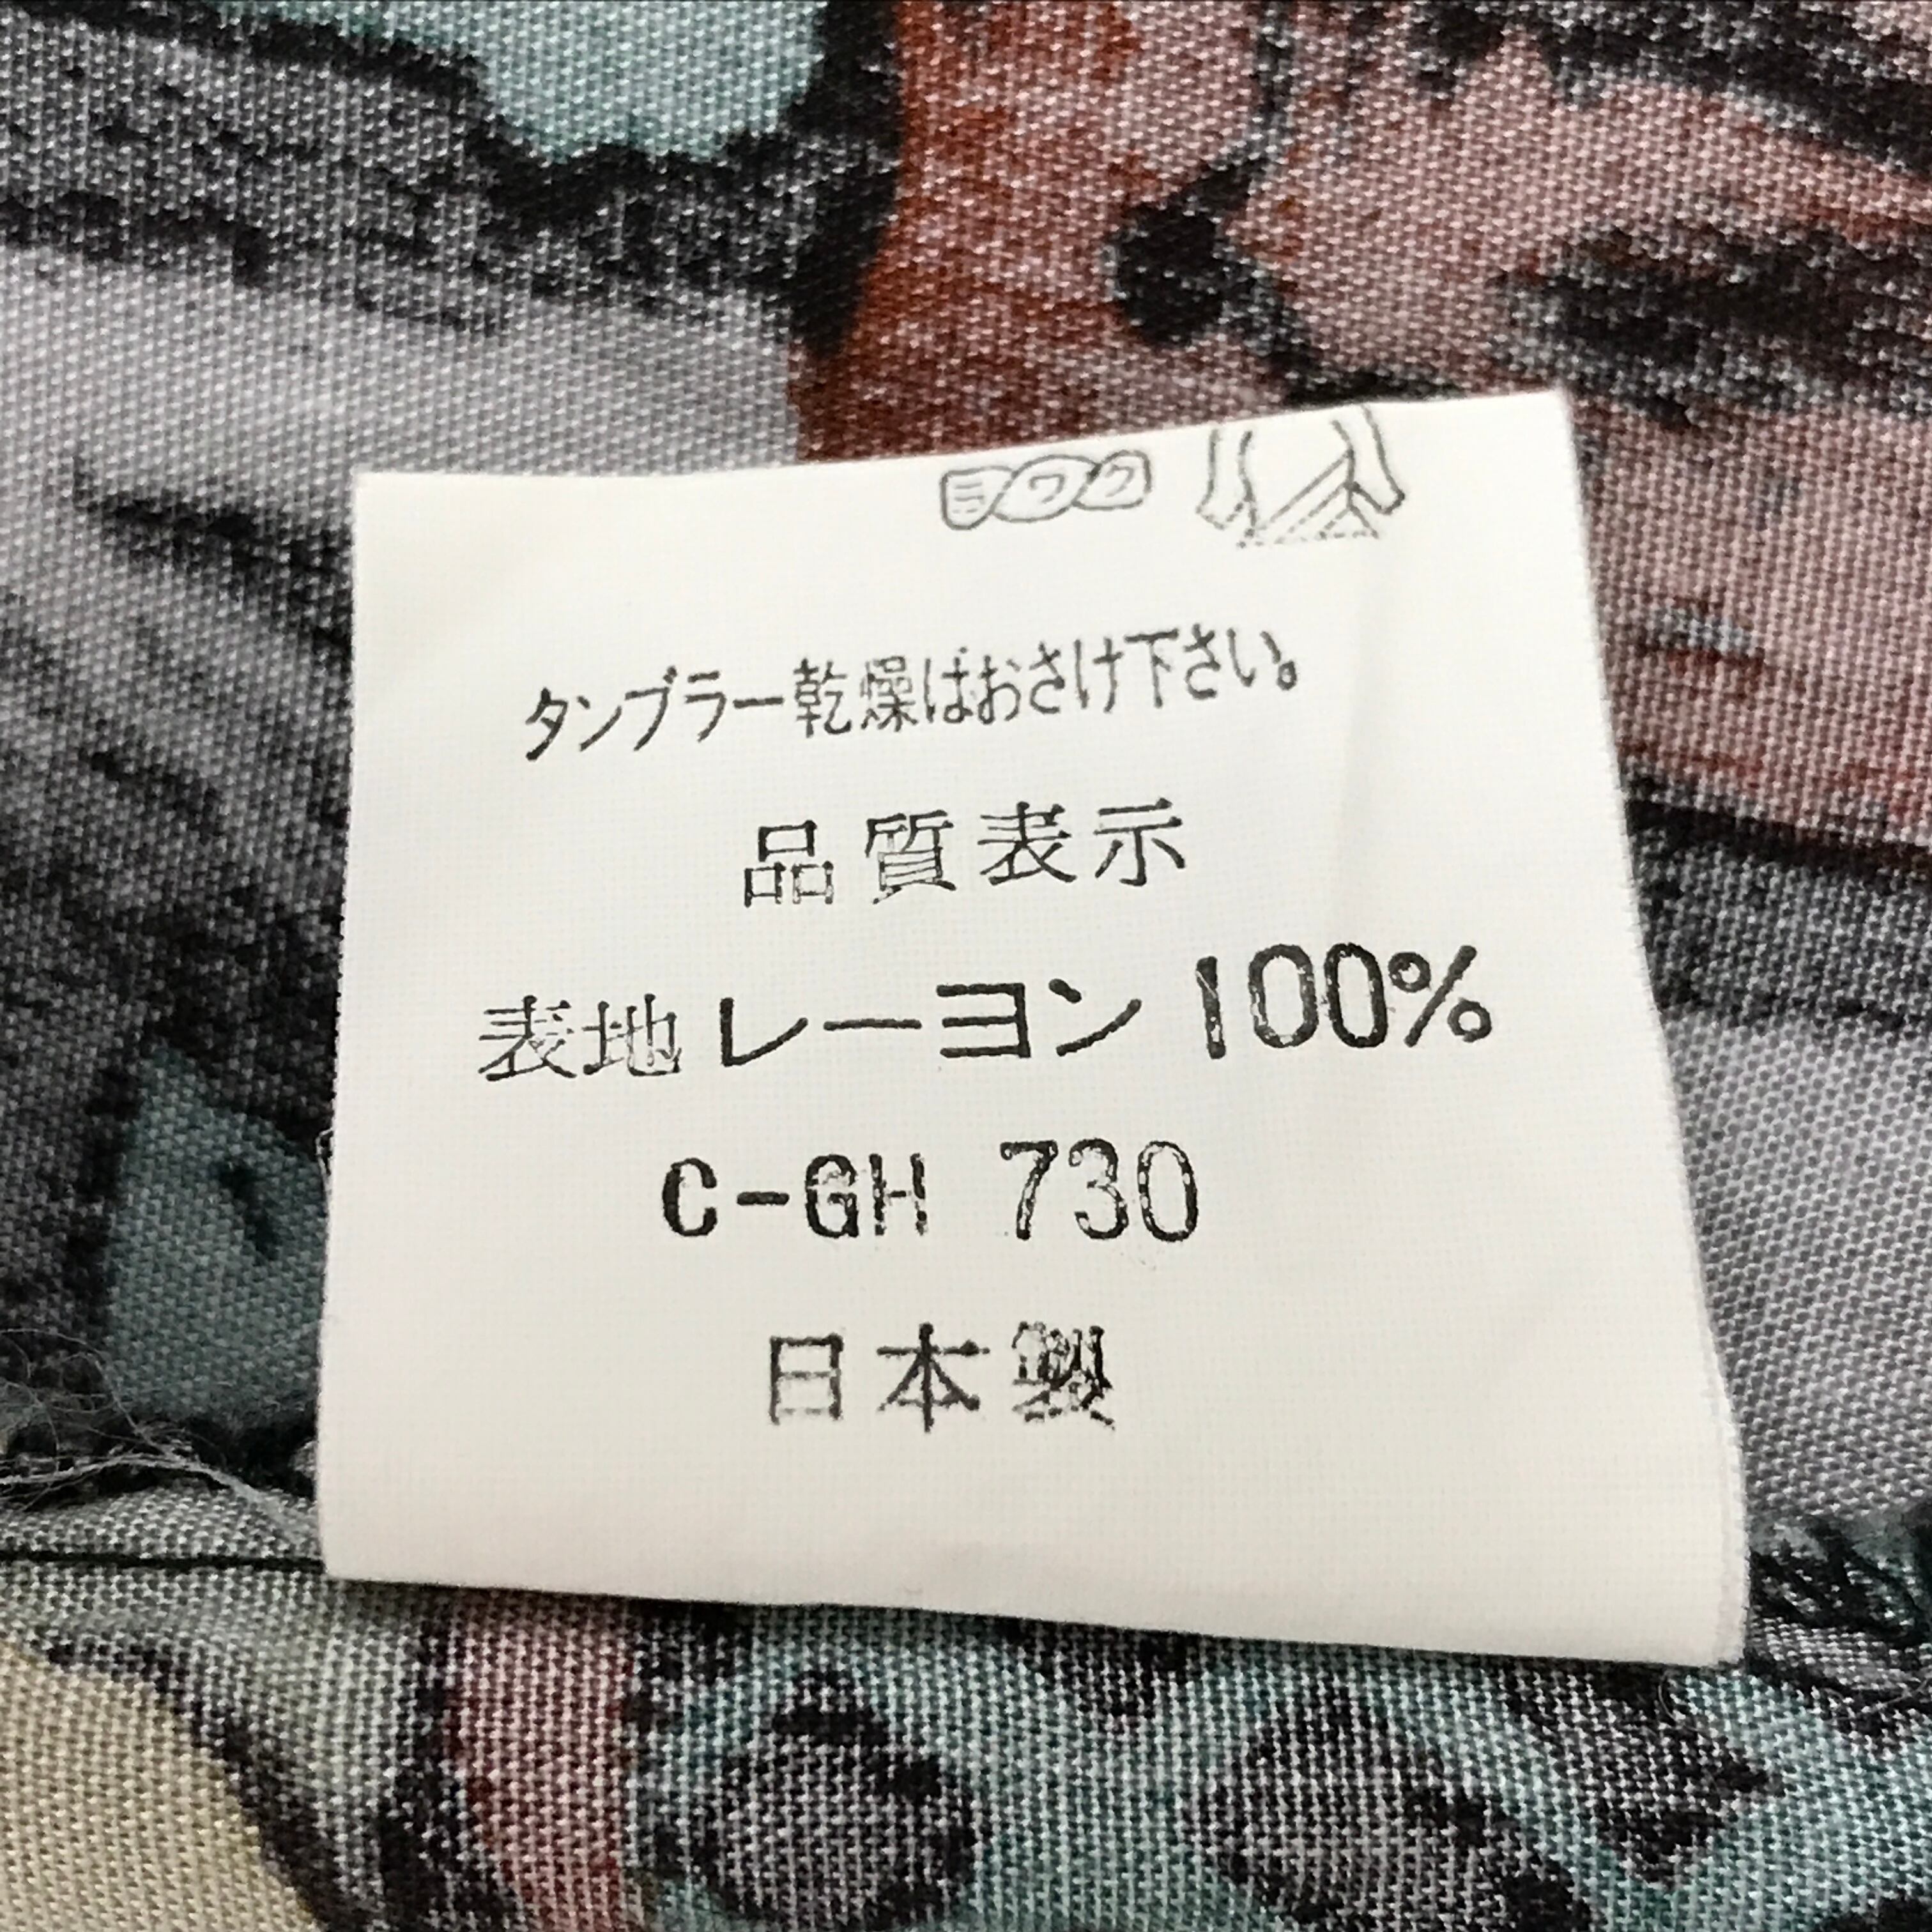 タンブラー乾燥はおさけ下さい。
品質表示
表地レーヨン100%
C-GH 730
日本製